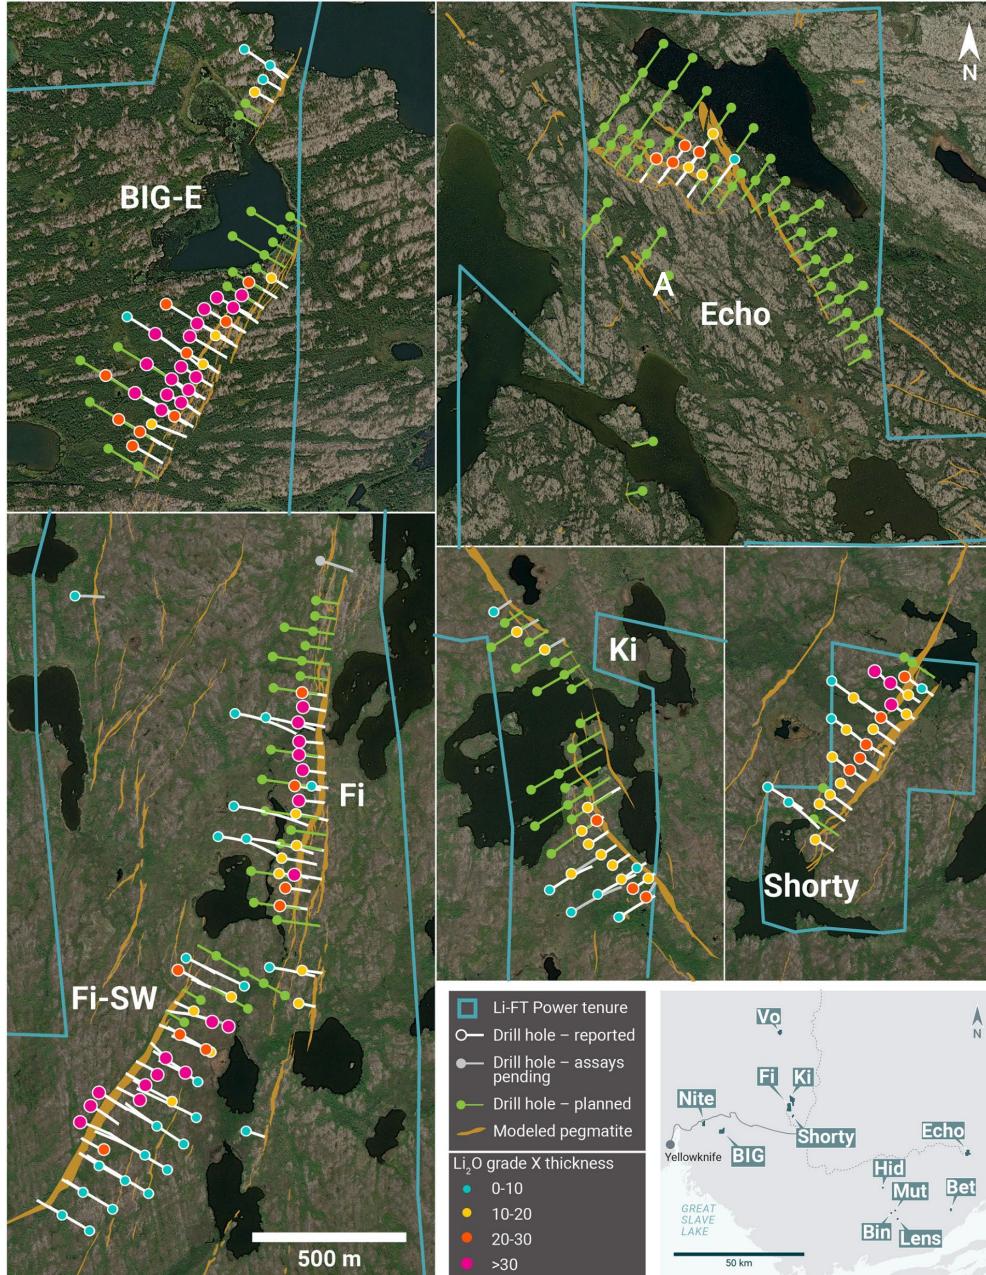 N
BIG-E
A
Echo
Ki
Fi
Shorty
Fi-SW
500 m
Li-FT Power tenure
Drill hole – reported
Drill hole – assays
pending
Drill hole – planned
Modeled pegmatite
Li₂O grade X thickness
0-10
10-20
20-30
>30
N
Vo
Fi
Ki
Nite
Shorty
BIG
Echo
Yellowknife
Hid
Mut
Bet
GREAT
SLAVE
LAKE
Bin
Lens
50 km